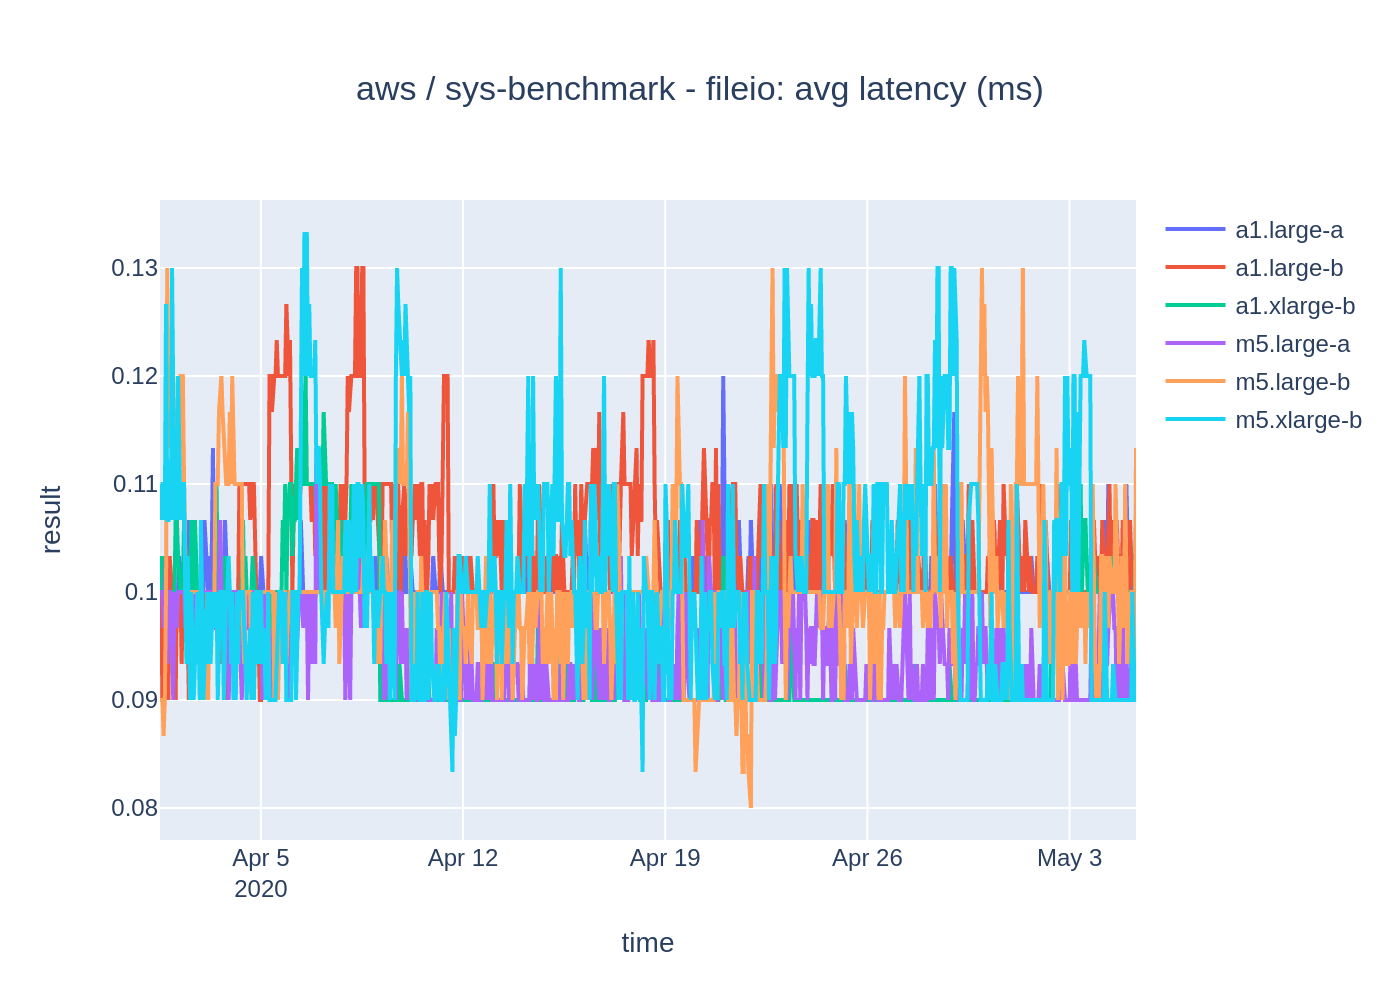 aws / sys-benchmark - fileio: avg latency (ms)
a1.large-a
a1.large-b
a1.xlarge-b
m5.large-a
m5.large-b
m5.xlarge-b
result
0.13
0.12
0.11
0.1
0.09
0.08
Apr 5 Apr 12 Apr 19 Apr 26 May 3
2020
time